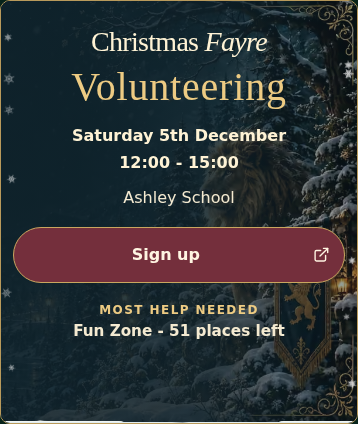 Christmas Fayre
Volunteering
Saturday 5th December
12:00 - 15:00
Ashley School
Sign up
MOST HELP NEEDED
Fun Zone - 51 places left